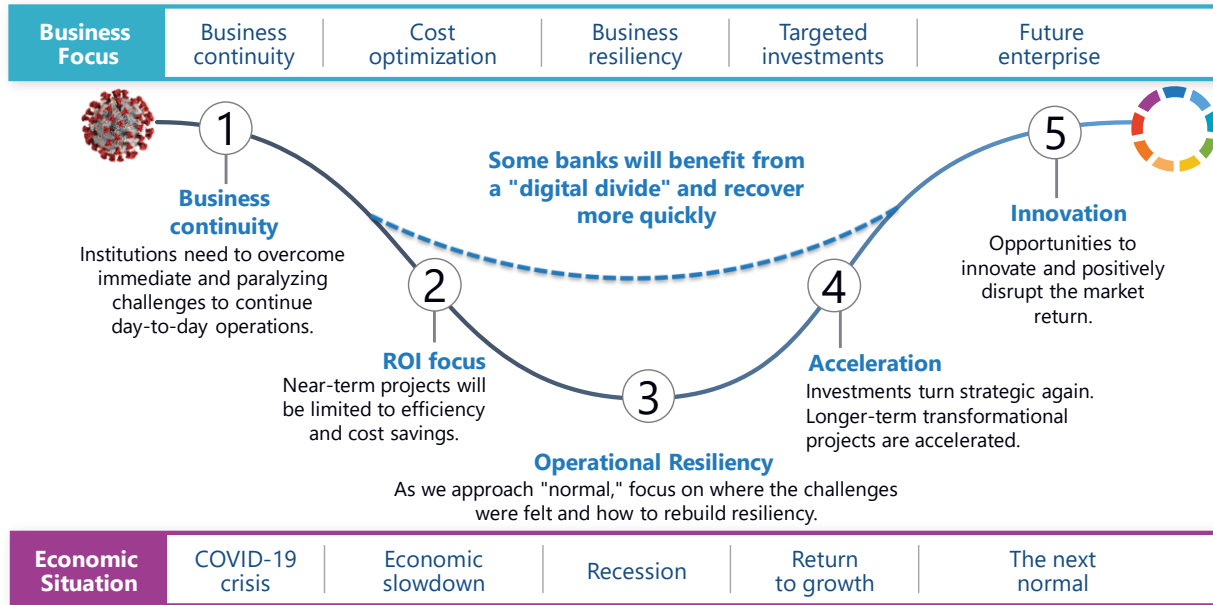 Business
Focus
Business
continuity
Cost
optimization
Business
resiliency
Targeted
investments
Future
enterprise
1
Business
continuity
Institutions need to overcome
immediate and paralyzing
challenges to continue
day-to-day operations.
Some banks will benefit from
a "digital divide" and recover
more quickly
2
ROI focus
Near-term projects will
be limited to efficiency
and cost savings.
3
Operational Resiliency
As we approach "normal," focus on where the challenges
were felt and how to rebuild resiliency.
4
Acceleration
Investments turn strategic again.
Longer-term transformational
projects are accelerated.
5
Innovation
Opportunities to
innovate and positively
disrupt the market
return.
Economic
Situation
COVID-19
crisis
Economic
slowdown
Recession
Return
to growth
The next
normal